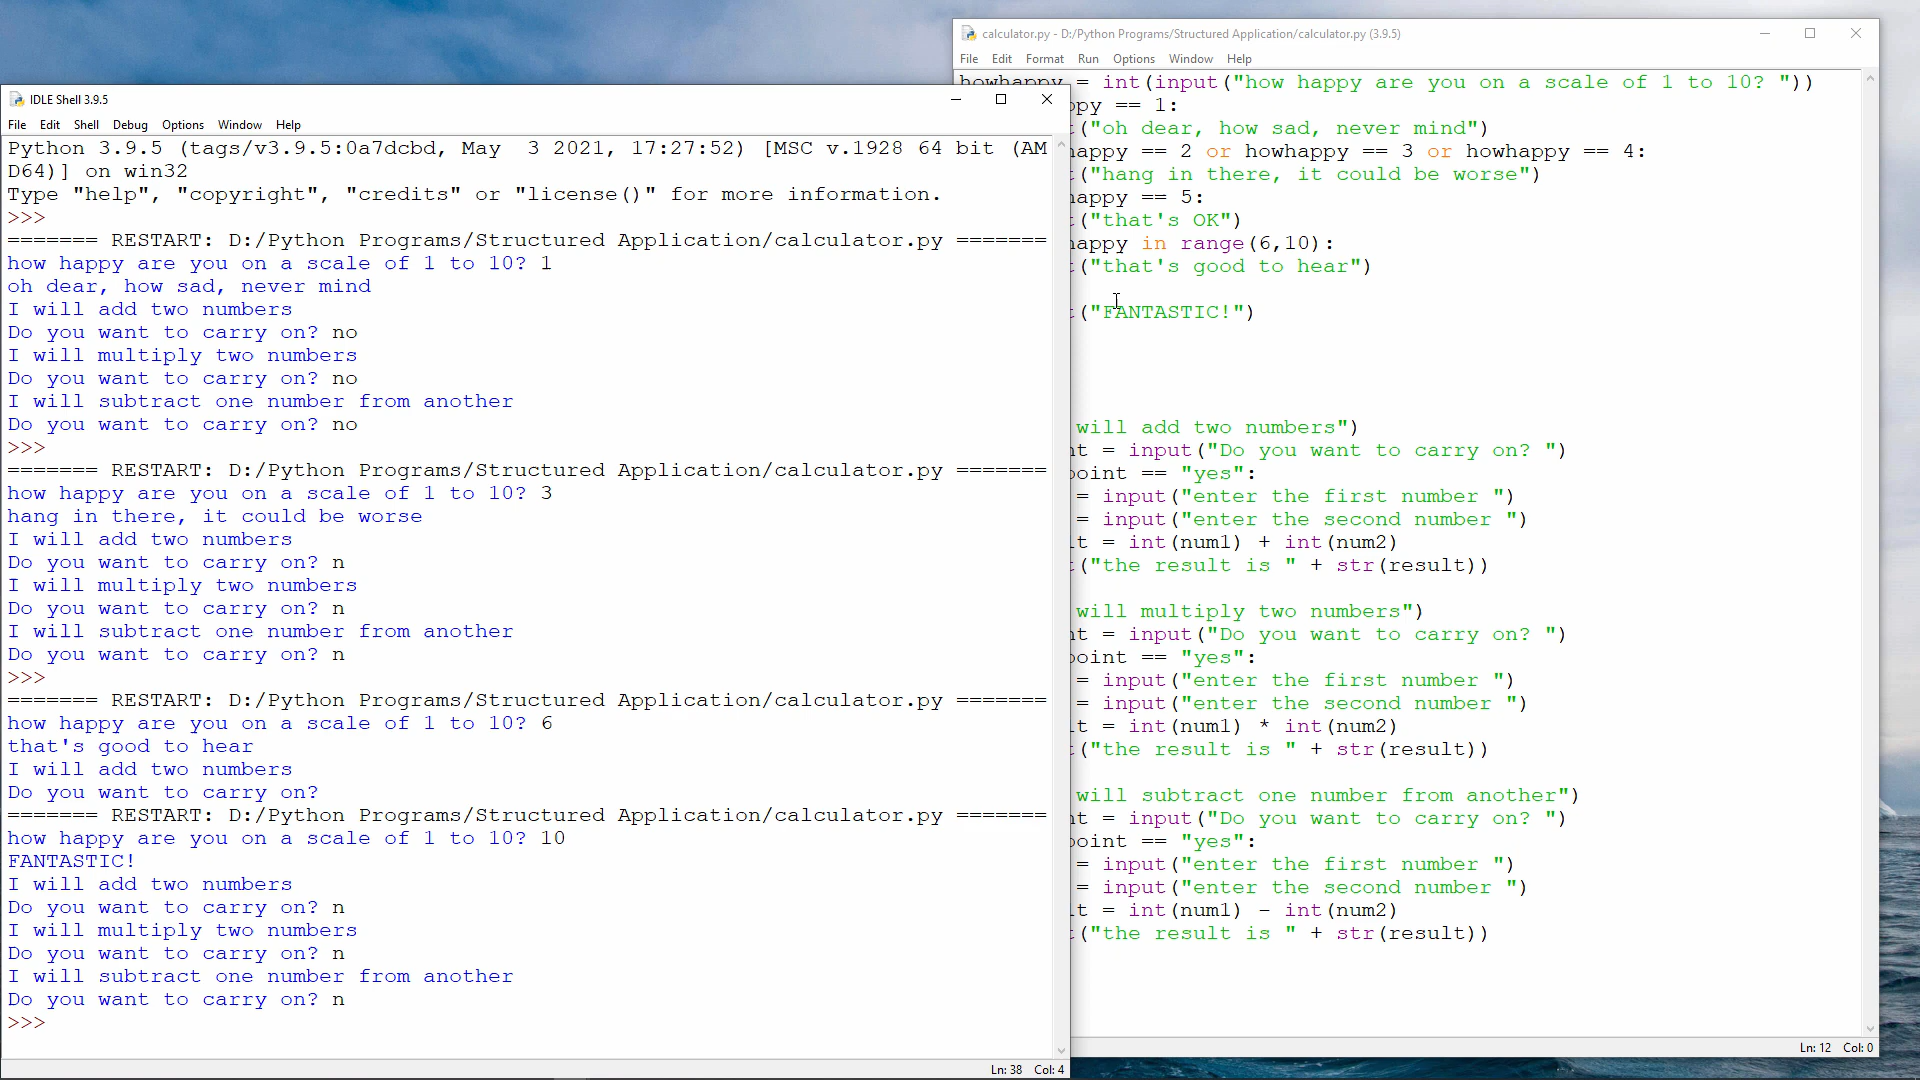 calculator.py - D:/Python Programs/Structured Application/calculator.py (3.9.5)
File Edit Format Run Options Window Help
howhappy = int(input("how happy are you on a scale of 1 to 10? "))
ppy == 1:
("oh dear, how sad, never mind")
happy == 2 or howhappy == 3 or howhappy == 4:
("hang in there, it could be worse")
happy == 5:
("that's OK")
happy in range(6,10):
("that's good to hear")
("FANTASTIC!")
will add two numbers")
nt = input("Do you want to carry on? ")
point == "yes":
= input("enter the first number ")
= input("enter the second number ")
lt = int(num1) + int(num2)
("the result is " + str(result))
will multiply two numbers")
nt = input("Do you want to carry on? ")
point == "yes":
= input("enter the first number ")
= input("enter the second number ")
lt = int(num1) * int(num2)
("the result is " + str(result))
will subtract one number from another")
nt = input("Do you want to carry on? ")
point == "yes":
= input("enter the first number ")
= input("enter the second number ")
lt = int(num1) - int(num2)
("the result is " + str(result))
Ln: 12 Col: 0
IDLE Shell 3.9.5
File Edit Shell Debug Options Window Help
Python 3.9.5 (tags/v3.9.5:0a7dcbd, May  3 2021, 17:27:52) [MSC v.1928 64 bit (AM
D64)] on win32
Type "help", "copyright", "credits" or "license()" for more information.
>>>
======= RESTART: D:/Python Programs/Structured Application/calculator.py =======
how happy are you on a scale of 1 to 10? 1
oh dear, how sad, never mind
I will add two numbers
Do you want to carry on? no
I will multiply two numbers
Do you want to carry on? no
I will subtract one number from another
Do you want to carry on? no
>>>
======= RESTART: D:/Python Programs/Structured Application/calculator.py =======
how happy are you on a scale of 1 to 10? 3
hang in there, it could be worse
I will add two numbers
Do you want to carry on? n
I will multiply two numbers
Do you want to carry on? n
I will subtract one number from another
Do you want to carry on? n
>>>
======= RESTART: D:/Python Programs/Structured Application/calculator.py =======
how happy are you on a scale of 1 to 10? 6
that's good to hear
I will add two numbers
Do you want to carry on?
======= RESTART: D:/Python Programs/Structured Application/calculator.py =======
how happy are you on a scale of 1 to 10? 10
FANTASTIC!
I will add two numbers
Do you want to carry on? n
I will multiply two numbers
Do you want to carry on? n
I will subtract one number from another
Do you want to carry on? n
>>>
Ln: 38 Col: 4